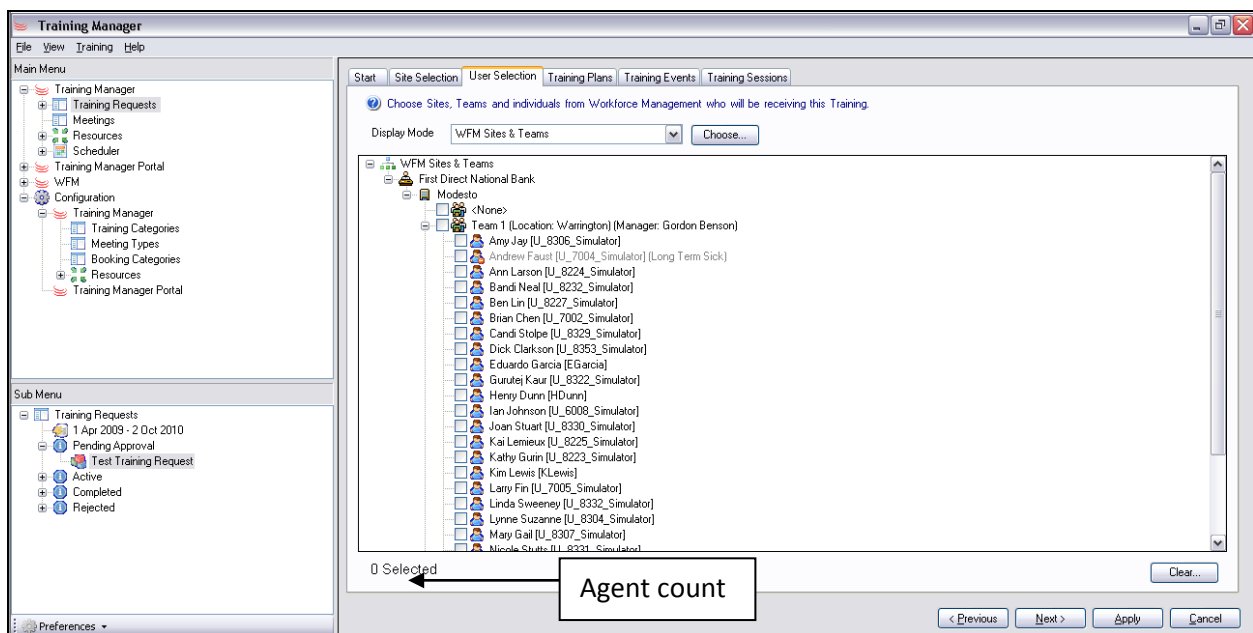 Training Manager
File View Training Help
Main Menu
Training Manager
Training Requests
Meetings
Resources
Scheduler
Training Manager Portal
WFM
Configuration
Training Manager
Training Categories
Meeting Types
Booking Categories
Resources
Training Manager Portal
Sub Menu
Training Requests
1 Apr 2009 - 2 Oct 2010
Pending Approval
Test Training Request
Active
Completed
Rejected
Preferences
Start Site Selection User Selection Training Plans Training Events Training Sessions
Choose Sites, Teams and individuals from Workforce Management who will be receiving this Training.
Display Mode WFM Sites & Teams Choose...
WFM Sites & Teams
First Direct National Bank
Modesto
<None>
Team 1 (Location: Warrington) (Manager: Gordon Benson)
Amy Jay [U_8306_Simulator]
Andrew Faust [U_7004_Simulator] (Long Term Sick)
Ann Larson [U_8224_Simulator]
Bandi Neal [U_8232_Simulator]
Ben Lin [U_8227_Simulator]
Brian Chen [U_7002_Simulator]
Candi Stolpe [U_8329_Simulator]
Dick Clarkson [U_8353_Simulator]
Eduardo Garcia [EGarcia]
Gurutej Kaur [U_8322_Simulator]
Henry Dunn [HDunn]
Ian Johnson [U_6008_Simulator]
Joan Stuart [U_8330_Simulator]
Kai Lemieux [U_8225_Simulator]
Kathy Gurin [U_8223_Simulator]
Kim Lewis [KLewis]
Larry Fin [U_7005_Simulator]
Linda Sweeney [U_8332_Simulator]
Lynne Suzanne [U_8304_Simulator]
Mary Gail [U_8307_Simulator]
Nicole Stutts [U_8331_Simulator]
0 Selected
Agent count
Clear...
< Previous Next > Apply Cancel